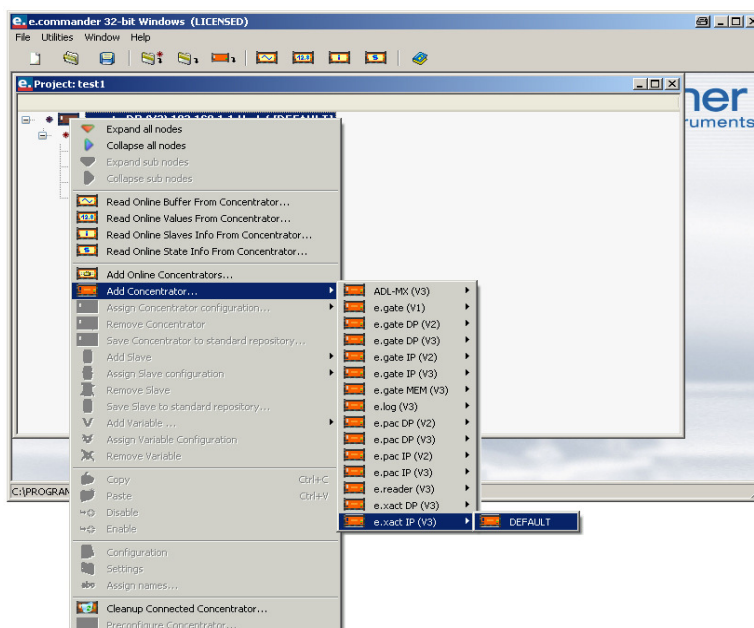 e. e.commander 32-bit Windows (LICENSED)
File Utilities Window Help
e. Project: test1
ner
ruments
DP (V3) 192.168.1.1
[DEFAULT]
Expand all nodes
Collapse all nodes
Expand sub nodes
Collapse sub nodes
Read Online Buffer From Concentrator...
Read Online Values From Concentrator...
Read Online Slaves Info From Concentrator...
Read Online State Info From Concentrator...
Add Online Concentrators...
Add Concentrator...
Assign Concentrator configuration...
Remove Concentrator
Save Concentrator to standard repository...
Add Slave
Assign Slave configuration
Remove Slave
Save Slave to standard repository...
Add Variable ...
Assign Variable Configuration
Remove Variable
Copy Ctrl+C
Paste Ctrl+V
Disable
Enable
Configuration
Settings
Assign names...
Cleanup Connected Concentrator...
Preconfigure Concentrator...
ADL-MX (V3)
e.gate (V1)
e.gate DP (V2)
e.gate DP (V3)
e.gate IP (V2)
e.gate IP (V3)
e.gate MEM (V3)
e.log (V3)
e.pac DP (V2)
e.pac DP (V3)
e.pac IP (V2)
e.pac IP (V3)
e.reader (V3)
e.xact DP (V3)
e.xact IP (V3)
DEFAULT
C:\PROGRAM